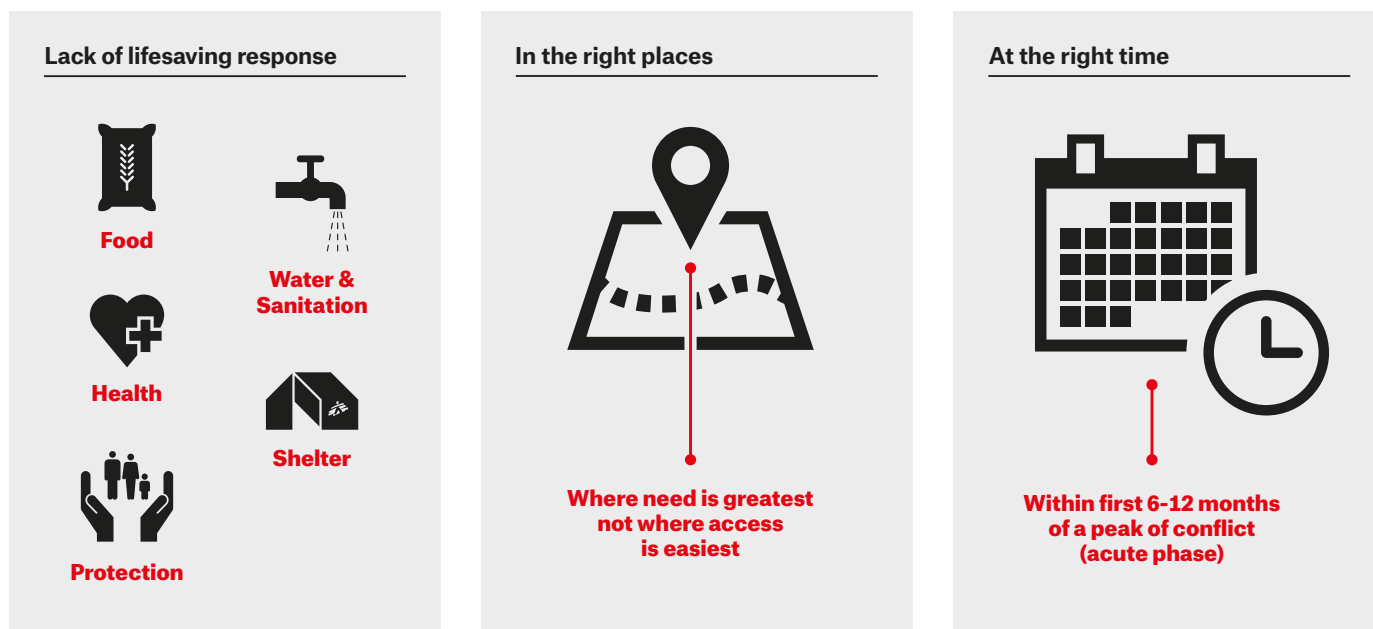 Lack of lifesaving response
Food
Water &
Sanitation
Health
Shelter
Protection
In the right places
Where need is greatest
not where access
is easiest
At the right time
Within first 6-12 months
of a peak of conflict
(acute phase)